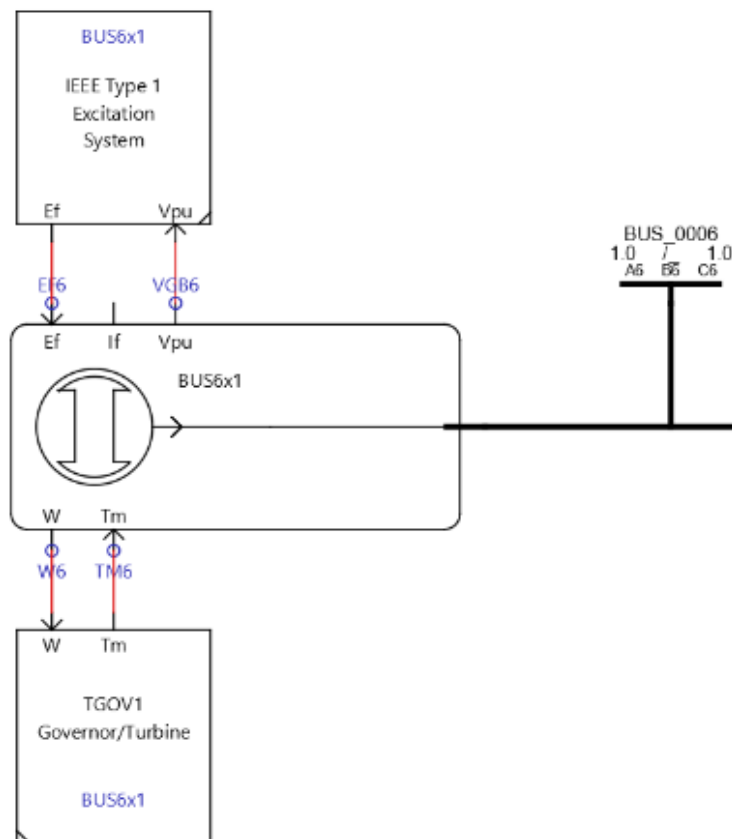 BUS6x1
IEEE Type 1
Excitation
System
Ef Vpu
EF6 VGB6
Ef If Vpu
BUS6x1
BUS_0006
1.0 /_ 1.0
A6 B6 C6
W Tm
W6 TM6
W Tm
TGOV1
Governor/Turbine
BUS6x1